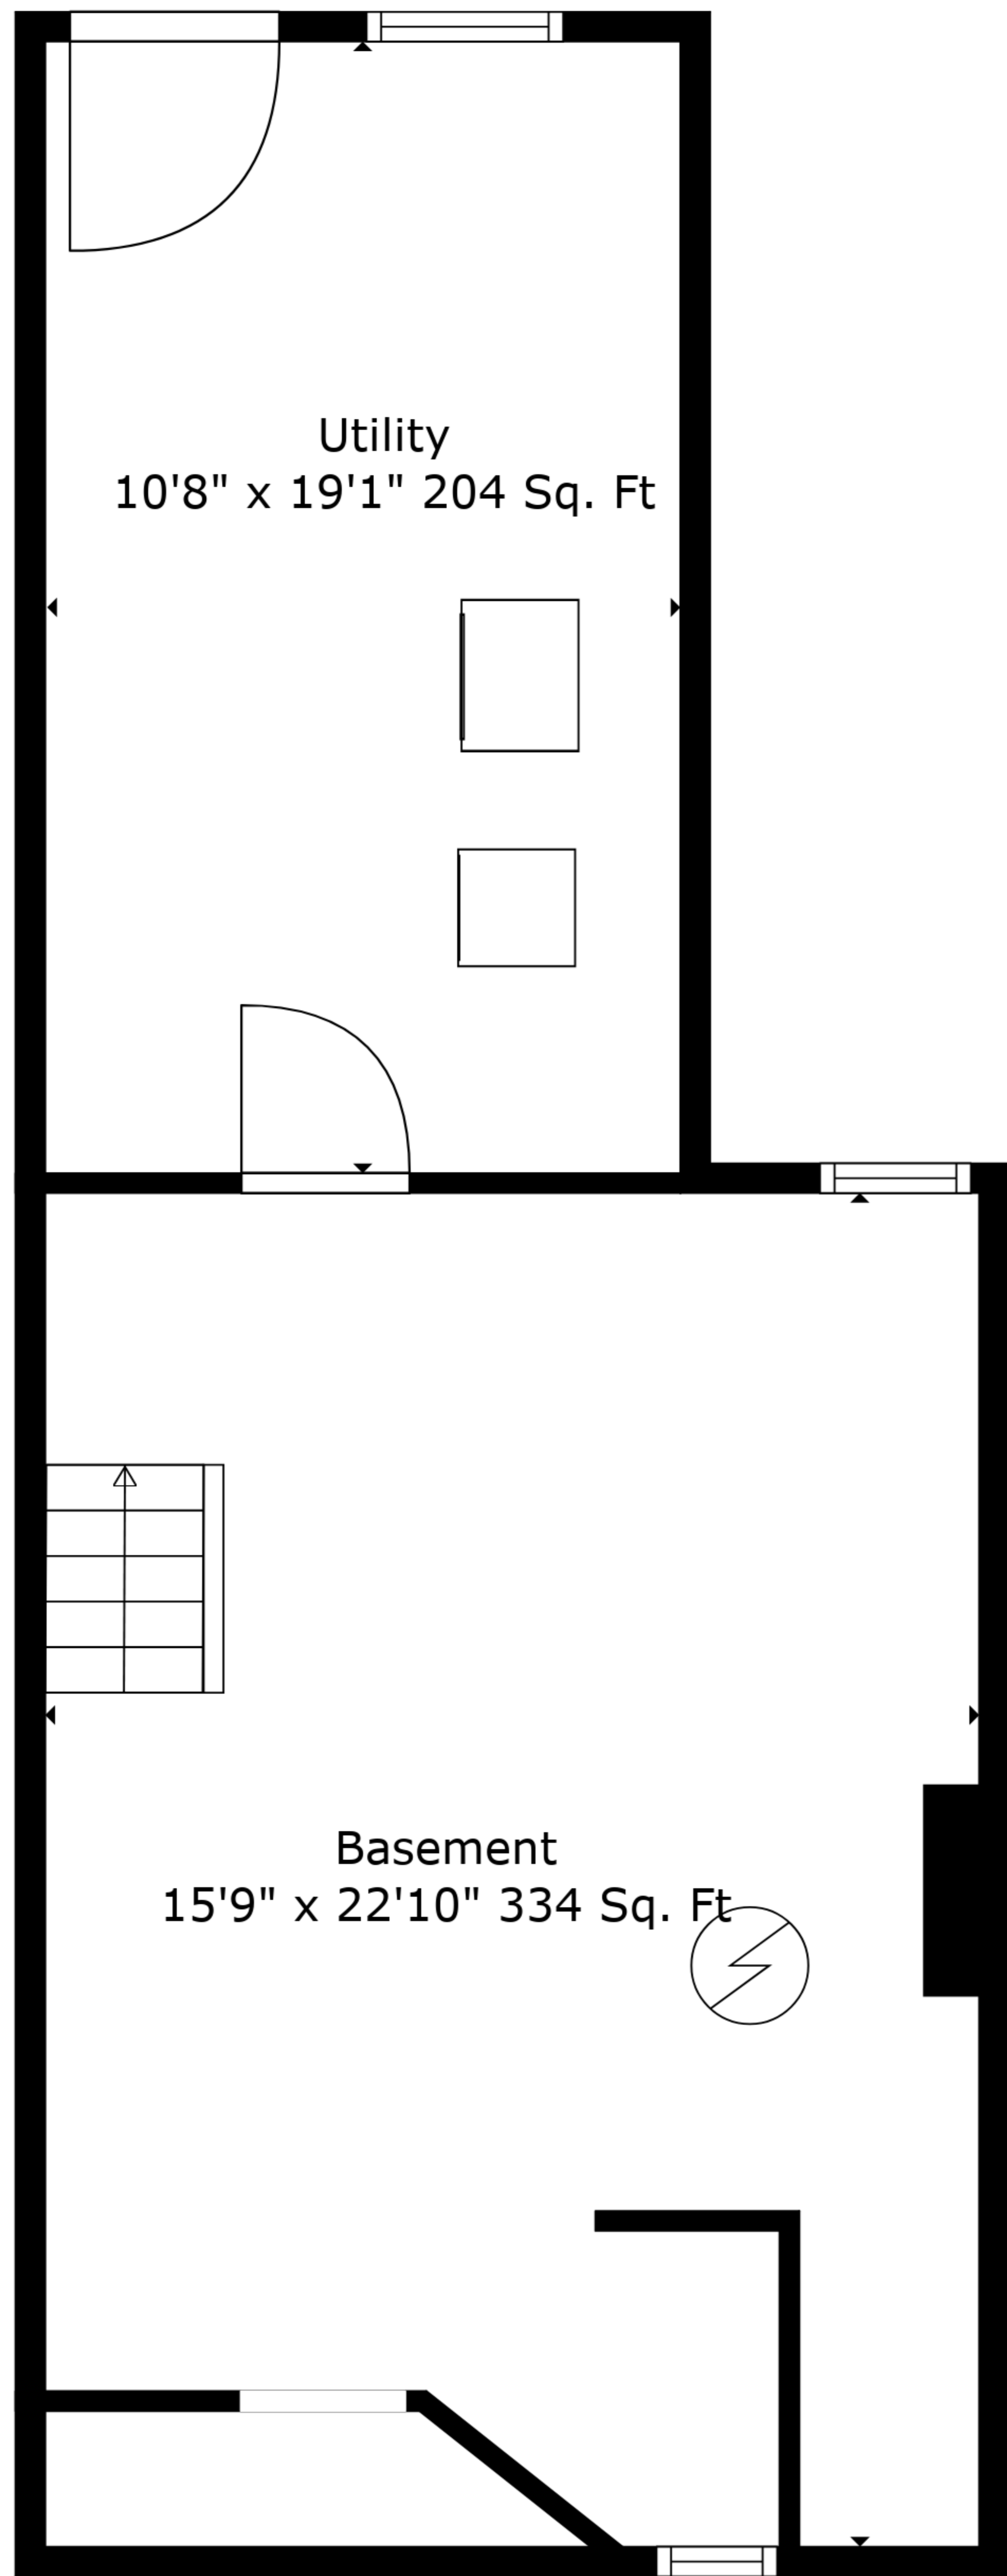 Utility
10'8" x 19'1" 204 Sq. Ft
Basement
15'9" x 22'10" 334 Sq. Ft